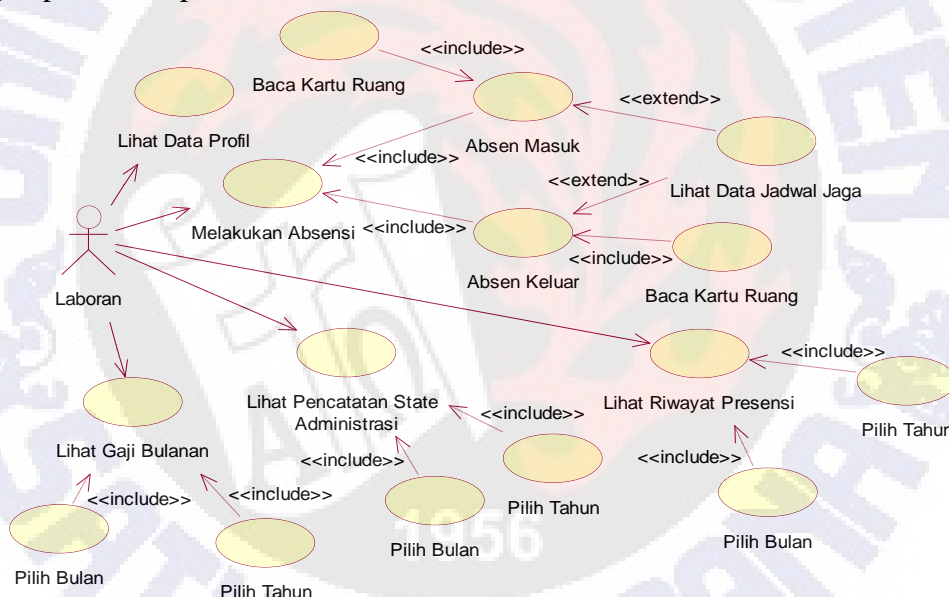 <<include>>
Baca Kartu Ruang
<<extend>>
Lihat Data Profil
Absen Masuk
<<include>>
<<extend>>
Lihat Data Jadwal Jaga
Melakukan Absensi
<<include>>
<<include>>
Absen Keluar
Baca Kartu Ruang
Laboran
<<include>>
Lihat Pencatatan State
Administrasi
Lihat Riwayat Presensi
<<include>>
Pilih Tahun
Lihat Gaji Bulanan
<<include>>
<<include>>
<<include>>
<<include>>
Pilih Tahun
1956
Pilih Bulan
Pilih Bulan
Pilih Bulan
Pilih Tahun